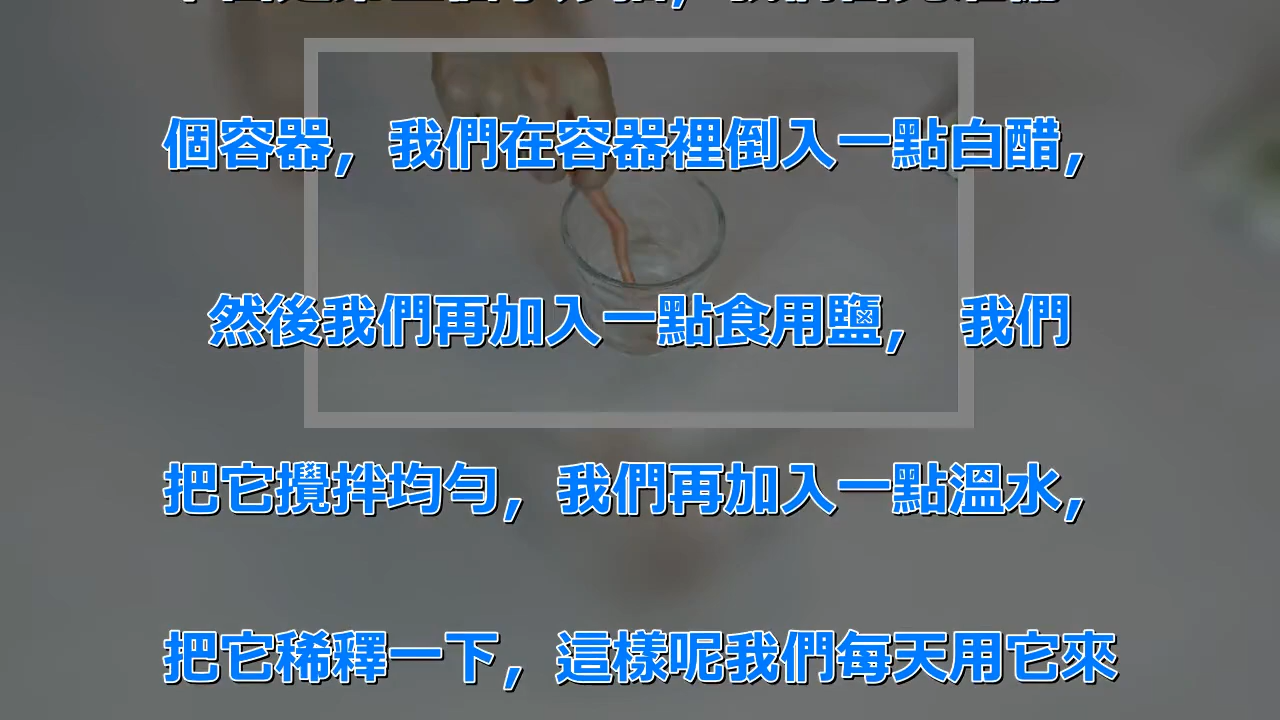 個容器，我們在容器裡倒入一點白醋，
然後我們再加入一點食用鹽， 我們
把它攪拌均勻，我們再加入一點溫水，
把它稀釋一下，這樣呢我們每天用它來